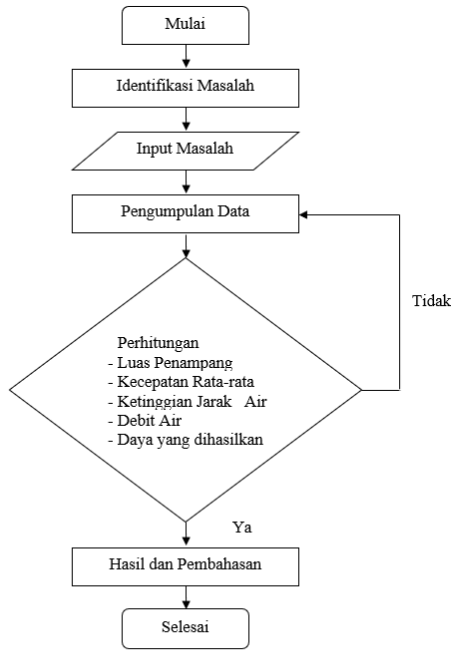 Mulai
Identifikasi Masalah
Input Masalah
Pengumpulan Data
Tidak
Perhitungan
- Luas Penampang
- Kecepatan Rata-rata
- Ketinggian Jarak Air
- Debit Air
- Daya yang dihasilkan
Ya
Hasil dan Pembahasan
Selesai